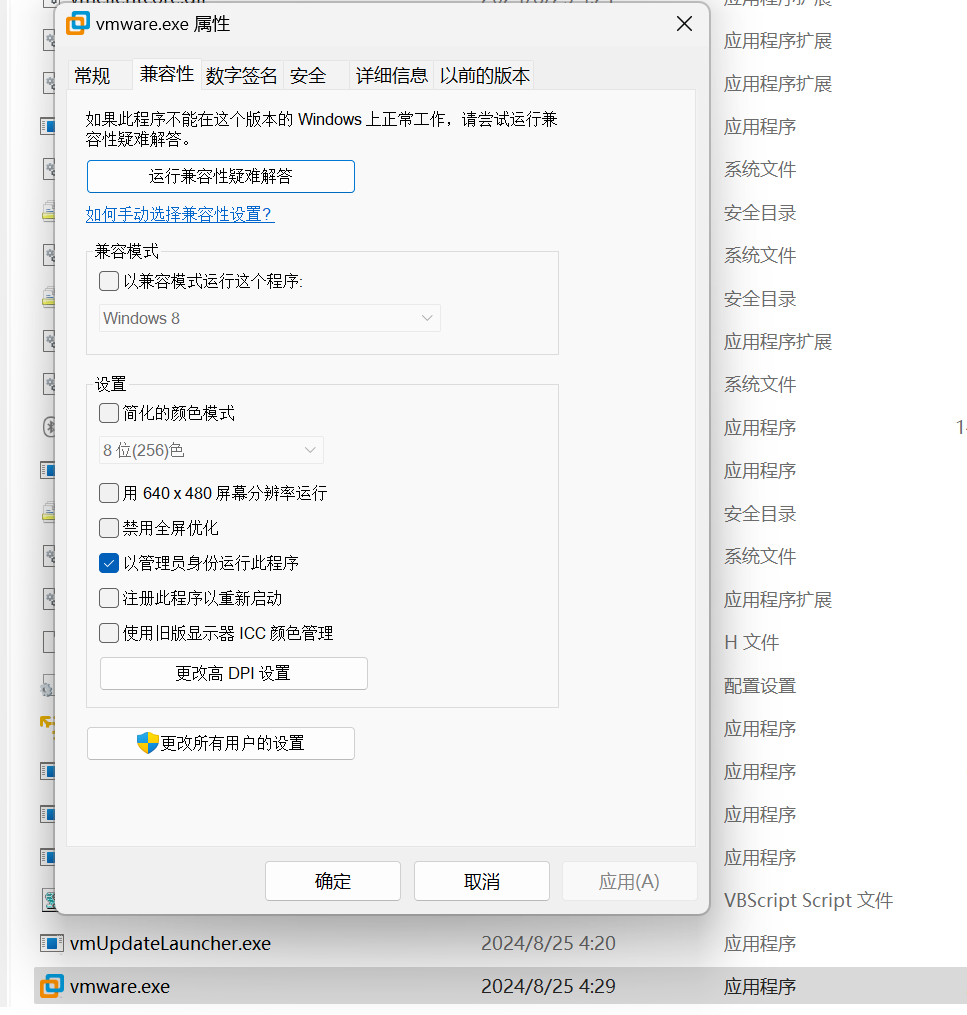 vmware.exe 属性
常规
兼容性
数字签名
安全
详细信息
以前的版本
如果此程序不能在这个版本的 Windows 上正常工作，请尝试运行兼
容性疑难解答。
运行兼容性疑难解答
如何手动选择兼容性设置?
兼容模式
以兼容模式运行这个程序:
Windows 8
设置
简化的颜色模式
8 位(256)色
用 640 x 480 屏幕分辨率运行
禁用全屏优化
以管理员身份运行此程序
注册此程序以重新启动
使用旧版显示器 ICC 颜色管理
更改高 DPI 设置
更改所有用户的设置
确定
取消
应用(A)
应用程序扩展
应用程序扩展
应用程序扩展
应用程序
系统文件
安全目录
系统文件
安全目录
应用程序扩展
系统文件
应用程序
应用程序
安全目录
系统文件
应用程序扩展
H 文件
配置设置
应用程序
应用程序
应用程序
应用程序
VBScript Script 文件
vmUpdateLauncher.exe 2024/8/25 4:20 应用程序
vmware.exe 2024/8/25 4:29 应用程序